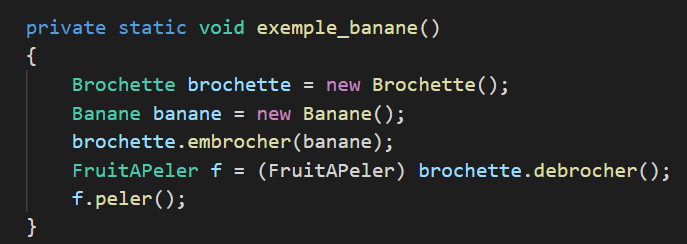 private static void exemple_banane()
{
    Brochette brochette = new Brochette();
    Banane banane = new Banane();
    brochette.embrocher(banane);
    FruitAPeler f = (FruitAPeler) brochette.debrocher();
    f.peler();
}